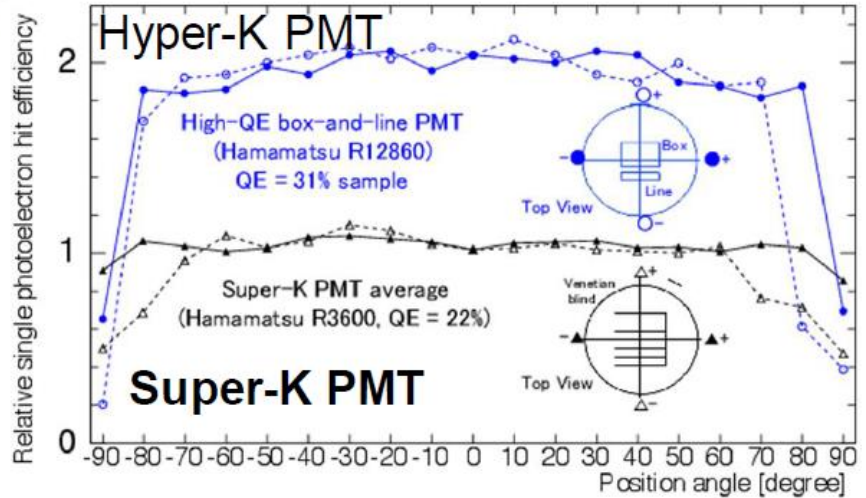 Hyper-K PMT
Relative single photoelectron hit efficiency
2
1
0
High-QE box-and-line PMT
(Hamamatsu R12860)
QE = 31% sample
+
- Box +
Line
Top View
-
Super-K PMT average
(Hamamatsu R3600, QE = 22%)
Venetian
blind
+
- +
Top View
-
Super-K PMT
-90 -80 -70 -60 -50 -40 -30 -20 -10 0 10 20 30 40 50 60 70 80 90
Position angle [degree]